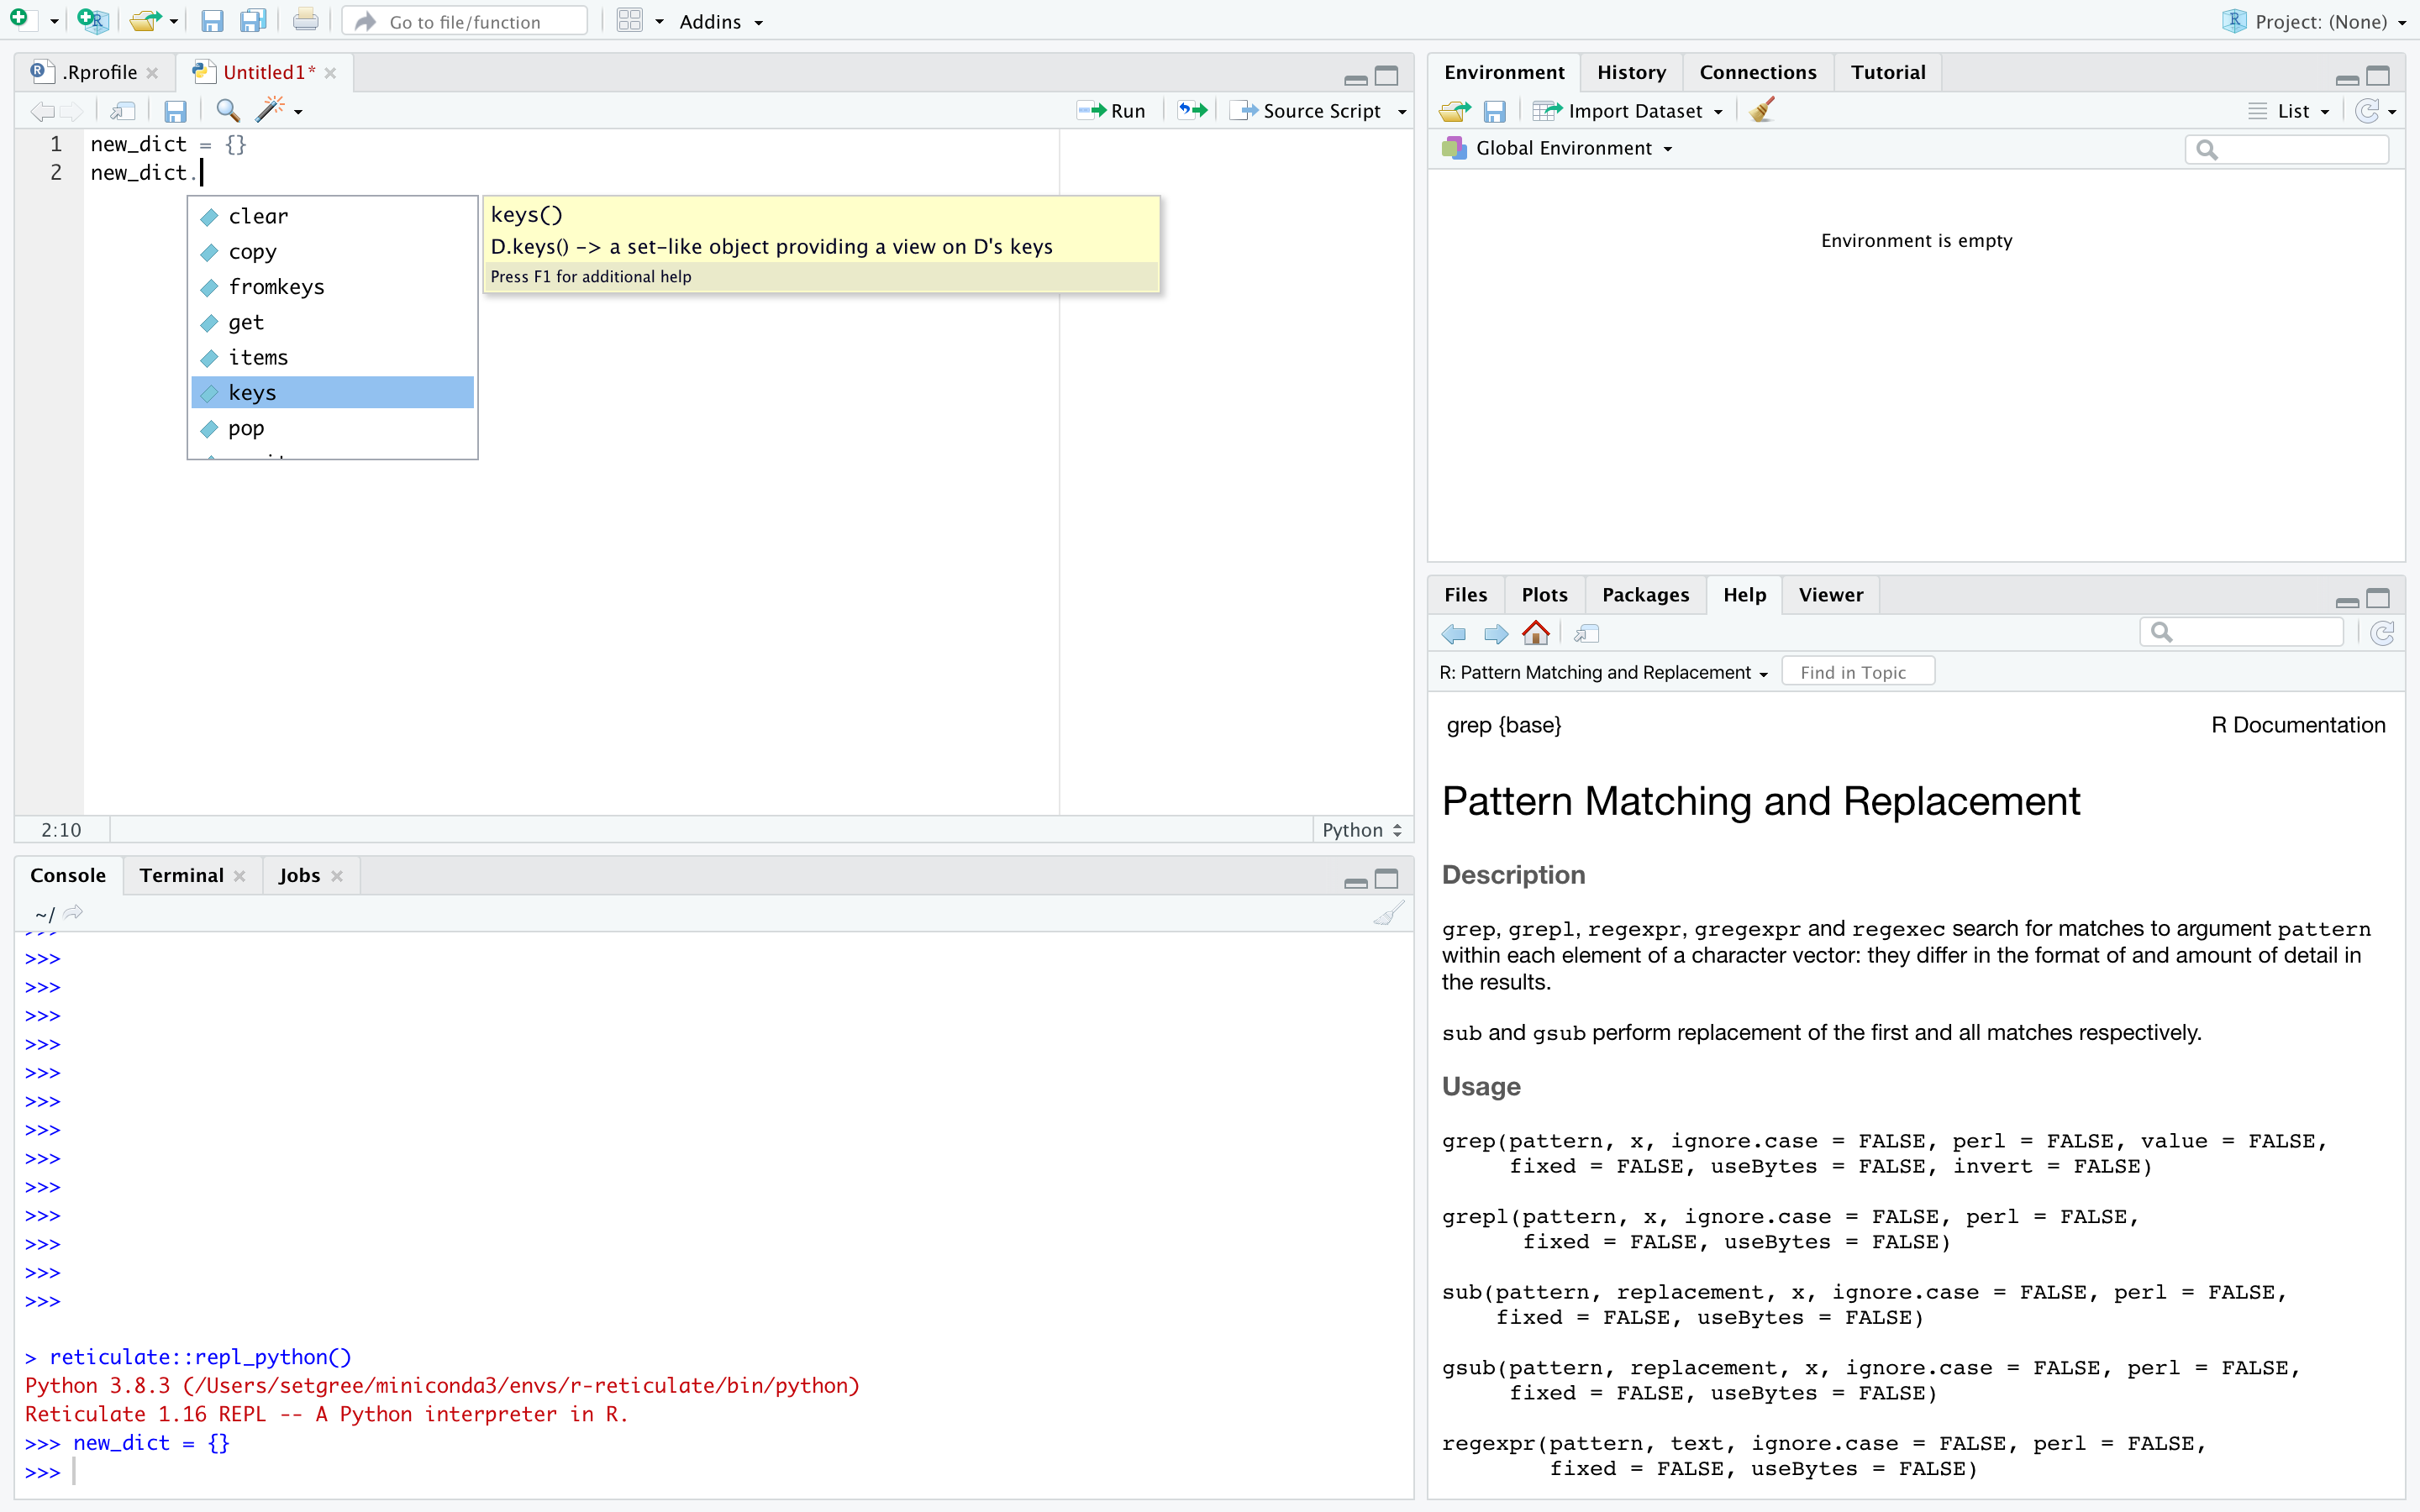 Go to file/function
Addins
Project: (None)
.Rprofile
Untitled1*
Run
Source Script
1 new_dict = {}
2 new_dict.
clear
copy
fromkeys
get
items
keys
pop
keys()
D.keys() -> a set-like object providing a view on D's keys
Press F1 for additional help
2:10
Python
Console Terminal Jobs
~/
>>>
>>>
>>>
>>>
>>>
>>>
>>>
>>>
>>>
>>>
>>>
>>>
>>>
> reticulate::repl_python()
Python 3.8.3 (/Users/setgree/miniconda3/envs/r-reticulate/bin/python)
Reticulate 1.16 REPL -- A Python interpreter in R.
>>> new_dict = {}
>>>
Environment History Connections Tutorial
Import Dataset
List
Global Environment
Environment is empty
Files Plots Packages Help Viewer
R: Pattern Matching and Replacement
Find in Topic
grep {base}
R Documentation
Pattern Matching and Replacement
Description
grep, grepl, regexpr, gregexpr and regexec search for matches to argument pattern
within each element of a character vector: they differ in the format of and amount of detail in
the results.
sub and gsub perform replacement of the first and all matches respectively.
Usage
grep(pattern, x, ignore.case = FALSE, perl = FALSE, value = FALSE,
fixed = FALSE, useBytes = FALSE, invert = FALSE)
grepl(pattern, x, ignore.case = FALSE, perl = FALSE,
fixed = FALSE, useBytes = FALSE)
sub(pattern, replacement, x, ignore.case = FALSE, perl = FALSE,
fixed = FALSE, useBytes = FALSE)
gsub(pattern, replacement, x, ignore.case = FALSE, perl = FALSE,
fixed = FALSE, useBytes = FALSE)
regexpr(pattern, text, ignore.case = FALSE, perl = FALSE,
fixed = FALSE, useBytes = FALSE)